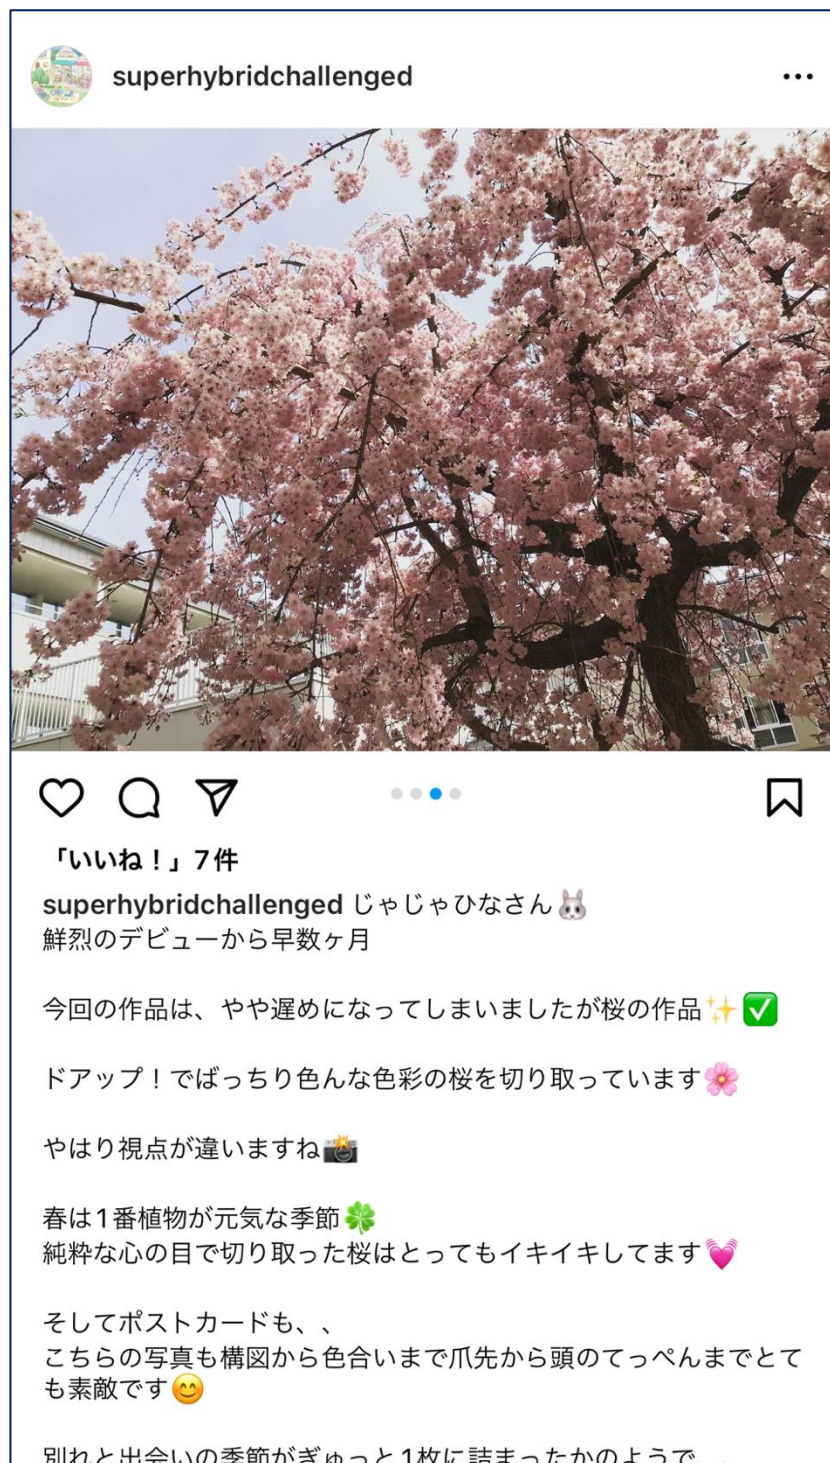 superhybridchallenged
「いいね！」7件
superhybridchallenged じゃじゃひなさん🐰
鮮烈のデビューから早数ヶ月
今回の作品は、やや遅めになってしまいましたが桜の作品✨✅
ドアップ！でばっちり色んな色彩の桜を切り取っています🌸
やはり視点が違いますね📸
春は1番植物が元気な季節🍀
純粋な心の目で切り取った桜はとってもイキイキしてます💓
そしてポストカードも、、
こちらの写真も構図から色合いまで爪先から頭のてっぺんまでとて
も素敵です😊
別れと出会いの季節がぎゅっと1枚に詰まったかのようで、、